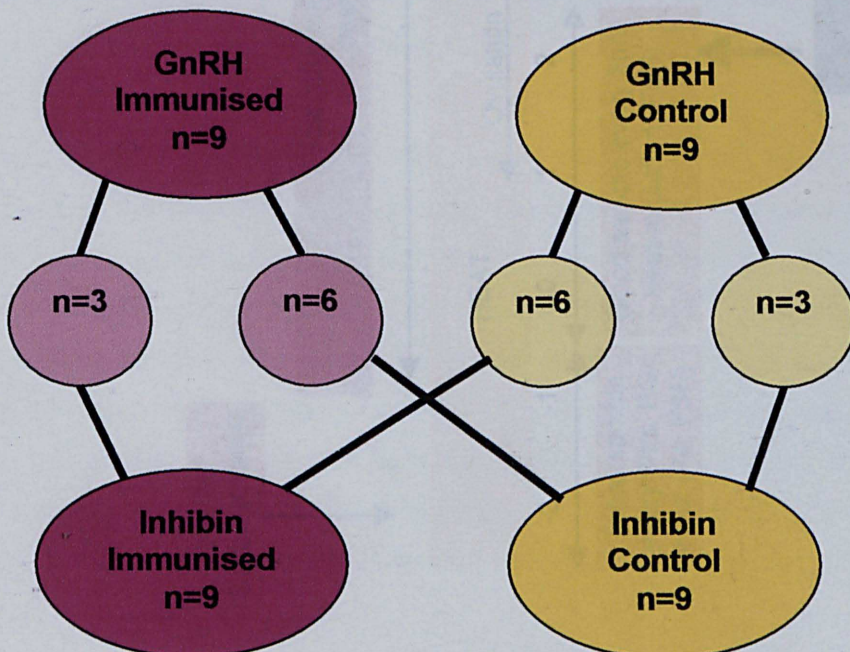 GnRH
Immunised
n=9
GnRH
Control
n=9
n=3
n=6
n=6
n=3
Inhibin
Immunised
n=9
Inhibin
Control
n=9